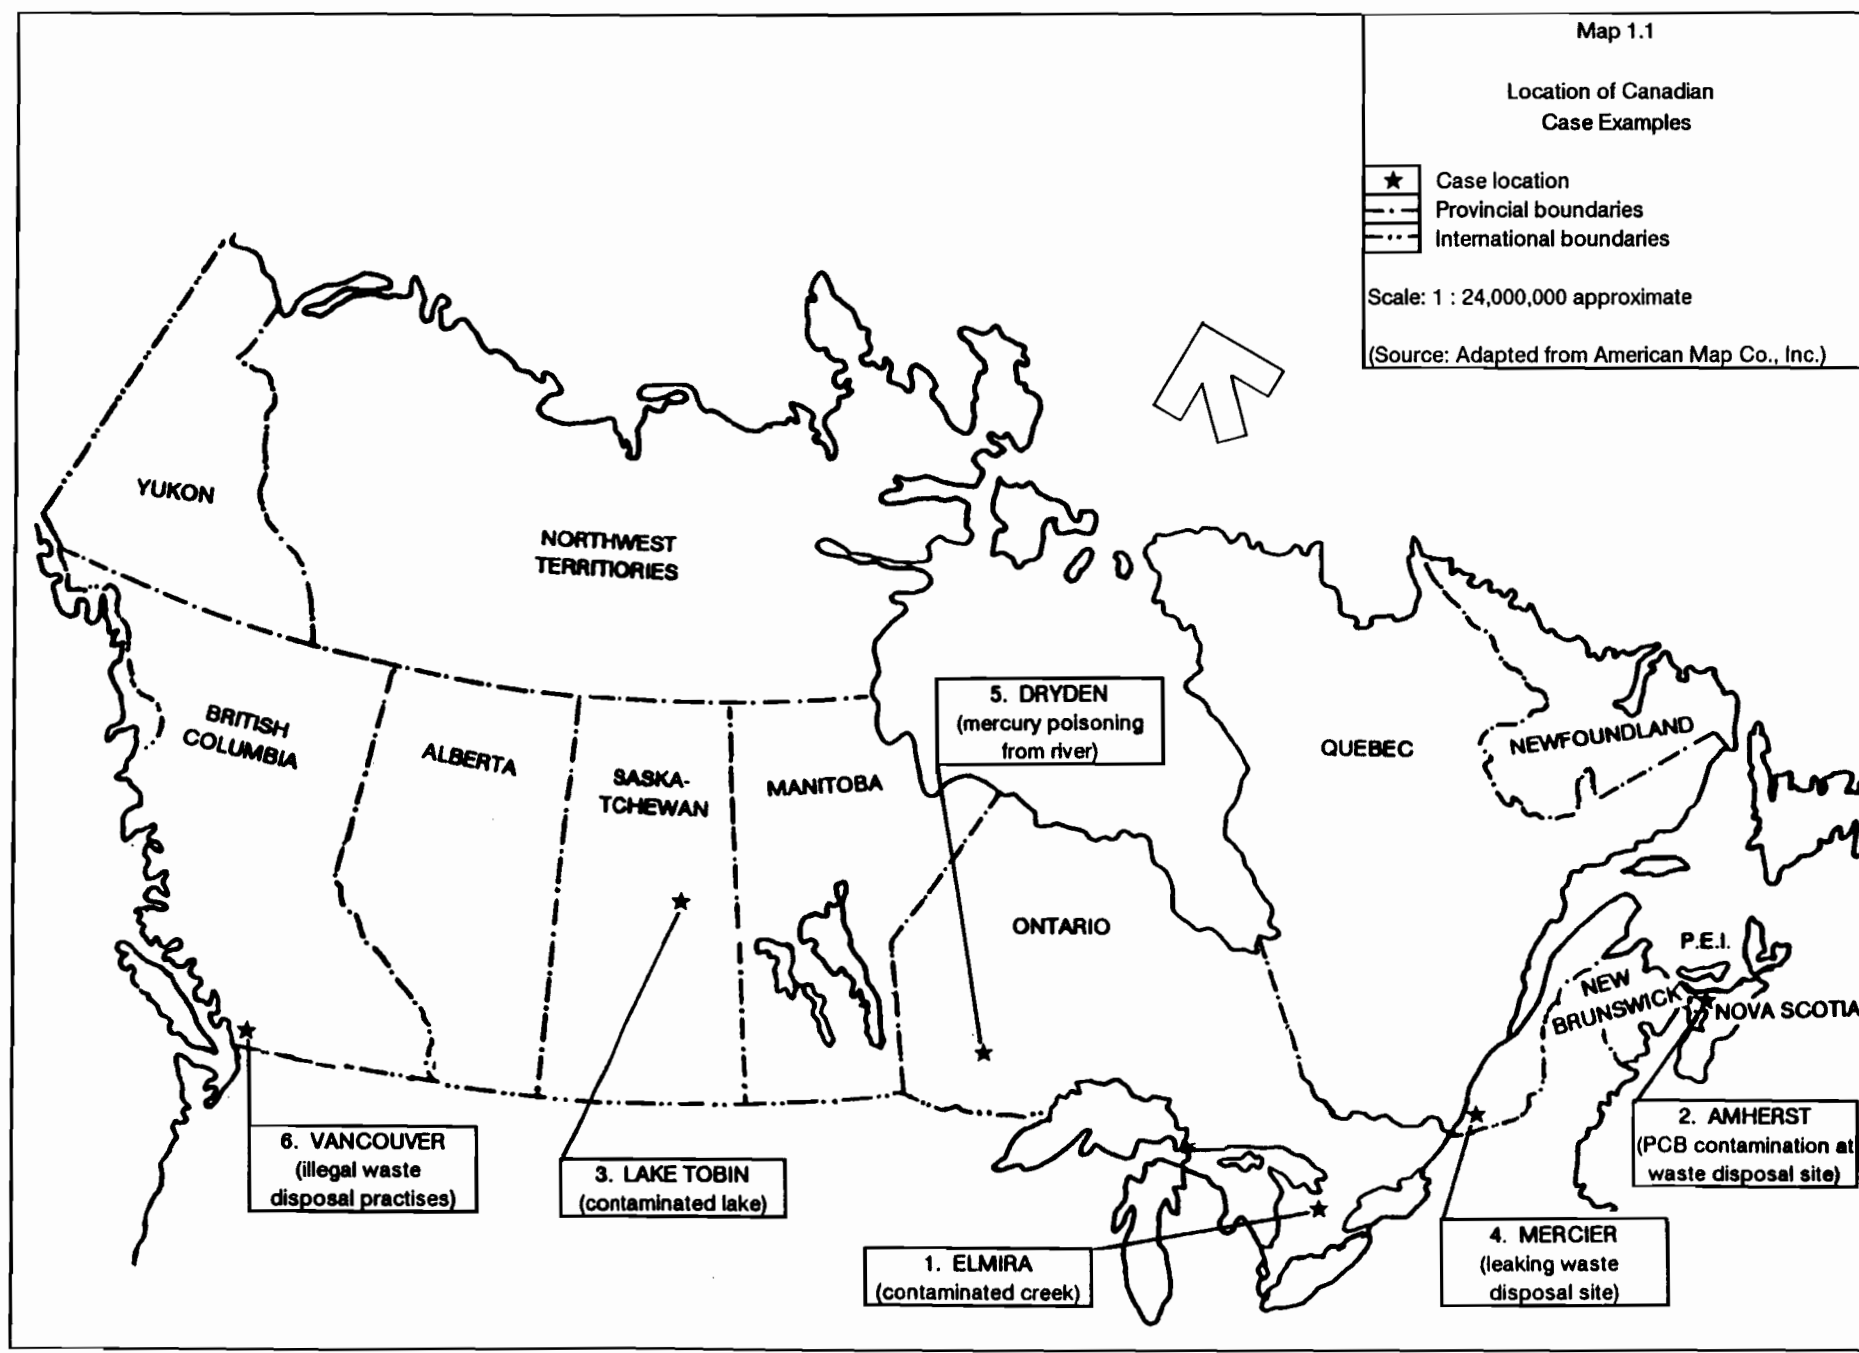 Map 1.1
Location of Canadian
Case Examples
Case location
Provincial boundaries
International boundaries
Scale: 1 : 24,000,000 approximate
(Source: Adapted from American Map Co., Inc.)
YUKON
NORTHWEST
TERRITIORIES
BRITISH
COLUMBIA
ALBERTA
SASKA-
TCHEWAN
MANITOBA
5. DRYDEN
(mercury poisoning
from river)
ONTARIO
QUEBEC
NEWFOUNDLAND
P.E.I.
NEW
BRUNSWICK
NOVA SCOTIA
6. VANCOUVER
(illegal waste
disposal practises)
3. LAKE TOBIN
(contaminated lake)
1. ELMIRA
(contaminated creek)
4. MERCIER
(leaking waste
disposal site)
2. AMHERST
(PCB contamination at
waste disposal site)